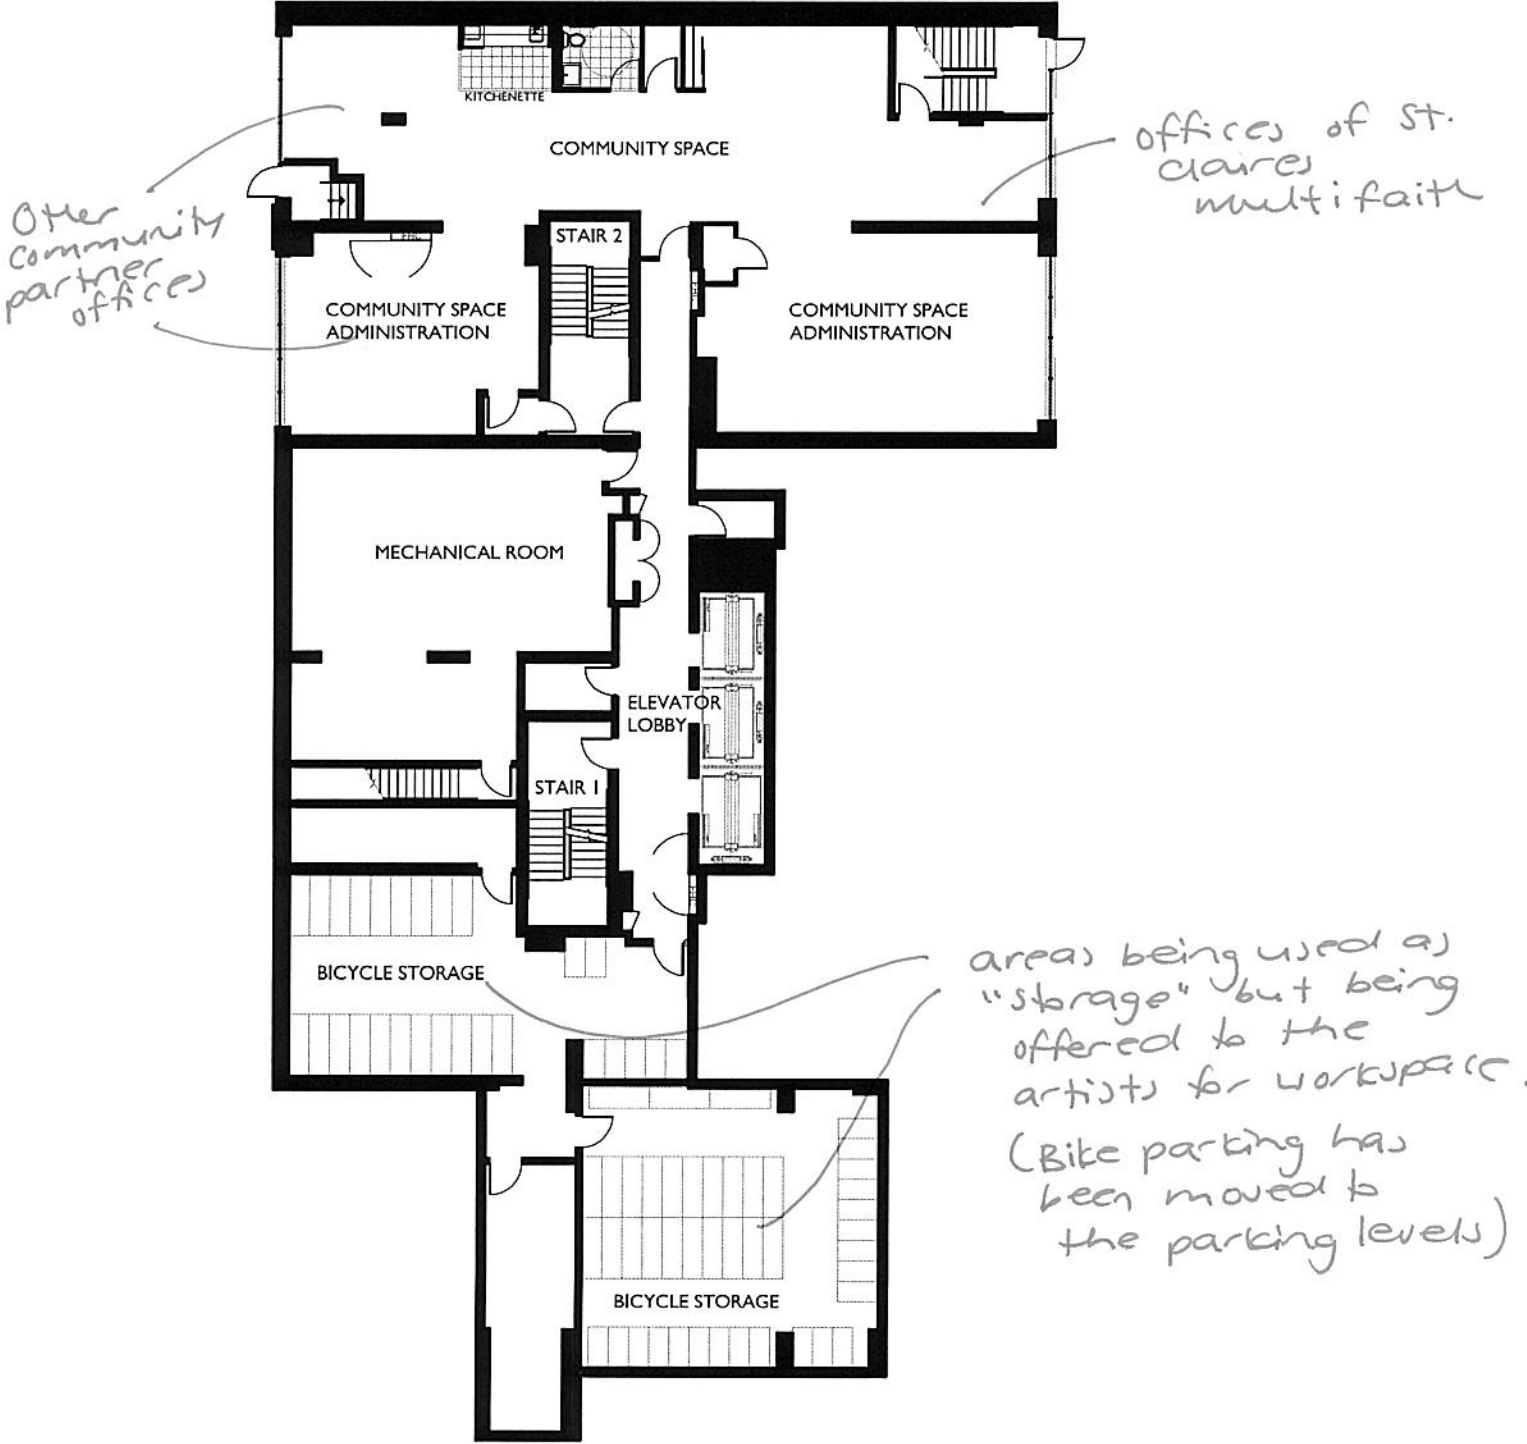 KITCHENETTE
COMMUNITY SPACE
offices of St.
Claires
multifaith
Other
community
partner
offices
STAIR 2
COMMUNITY SPACE
ADMINISTRATION
COMMUNITY SPACE
ADMINISTRATION
MECHANICAL ROOM
ELEVATOR
LOBBY
STAIR 1
BICYCLE STORAGE
areas being used as
"storage" but being
offered to the
artists for workspace.
(Bike parking has
been moved to
the parking levels)
BICYCLE STORAGE